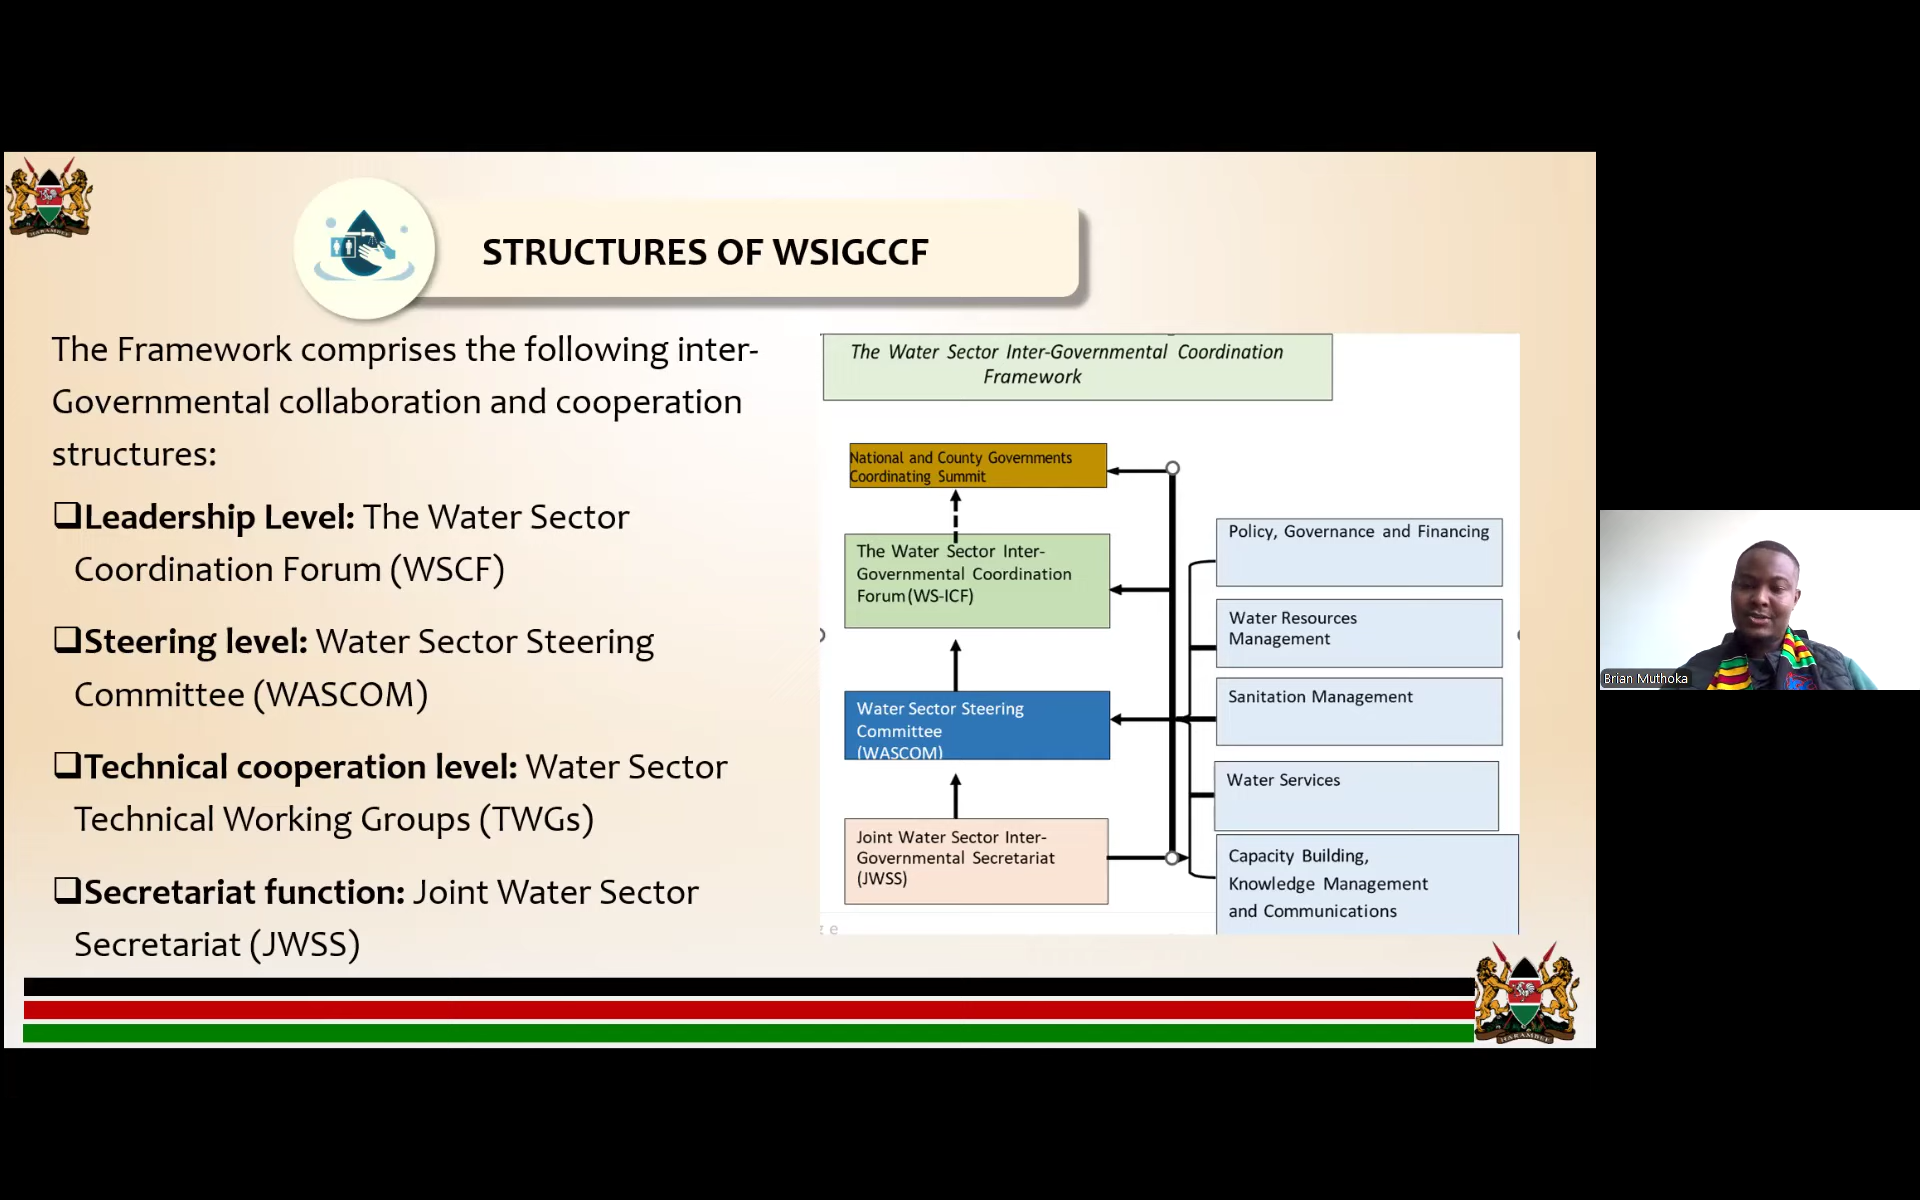 STRUCTURES OF WSIGCCF
The Framework comprises the following inter-
Governmental collaboration and cooperation
structures:
Leadership Level: The Water Sector
Coordination Forum (WSCF)
Steering level: Water Sector Steering
Committee (WASCOM)
Technical cooperation level: Water Sector
Technical Working Groups (TWGs)
Secretariat function: Joint Water Sector
Secretariat (JWSS)
The Water Sector Inter-Governmental Coordination
Framework
National and County Governments
Coordinating Summit
The Water Sector Inter-
Governmental Coordination
Forum (WS-ICF)
Water Sector Steering
Committee
(WASCOM)
Joint Water Sector Inter-
Governmental Secretariat
(JWSS)
Policy, Governance and Financing
Water Resources
Management
Sanitation Management
Water Services
Capacity Building,
Knowledge Management
and Communications
HARAMBEE
Brian Muthoka